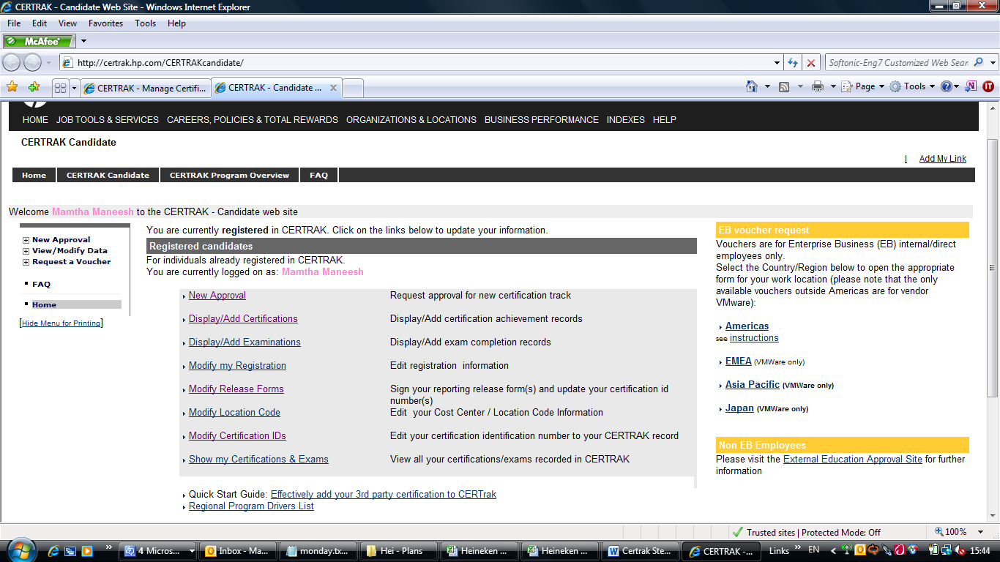 CERTRAK - Candidate Web Site - Windows Internet Explorer
File Edit View Favorites Tools Help
McAfee
http://certrak.hp.com/CERTRAKcandidate/
Softonic-Eng7 Customized Web Sear
CERTRAK - Manage Certifi...
CERTRAK - Candidate ...
Page Tools
HOME JOB TOOLS & SERVICES CAREERS, POLICIES & TOTAL REWARDS ORGANIZATIONS & LOCATIONS BUSINESS PERFORMANCE INDEXES HELP
CERTRAK Candidate
| Add My Link
Home CERTRAK Candidate CERTRAK Program Overview FAQ
Welcome Mamtha Maneesh to the CERTRAK - Candidate web site
New Approval
View/Modify Data
Request a Voucher
FAQ
Home
[Hide Menu for Printing]
You are currently registered in CERTRAK. Click on the links below to update your information.
Registered candidates
For individuals already registered in CERTRAK.
You are currently logged on as: Mamtha Maneesh
New Approval Request approval for new certification track
Display/Add Certifications Display/Add certification achievement records
Display/Add Examinations Display/Add exam completion records
Modify my Registration Edit registration information
Modify Release Forms Sign your reporting release form(s) and update your certification id
number(s)
Modify Location Code Edit your Cost Center / Location Code Information
Modify Certification IDs Edit your certification identification number to your CERTRAK record
Show my Certifications & Exams View all your certifications/exams recorded in CERTRAK
Quick Start Guide: Effectively add your 3rd party certification to CERTrak
Regional Program Drivers List
EB voucher request
Vouchers are for Enterprise Business (EB) internal/direct
employees only.
Select the Country/Region below to open the appropriate
form for your work location (please note that the only
available vouchers outside Americas are for vendor
VMware):
Americas
see instructions
EMEA (VMWare only)
Asia Pacific (VMWare only)
Japan (VMWare only)
Non EB Employees
Please visit the External Education Approval Site for further
information
Trusted sites | Protected Mode: Off 100%
4 Micros... Inbox - Ma... monday.tx... Hei - Plans Heineken ... Heineken ... Certrak Ste... CERTRAK -... Links EN 15:44